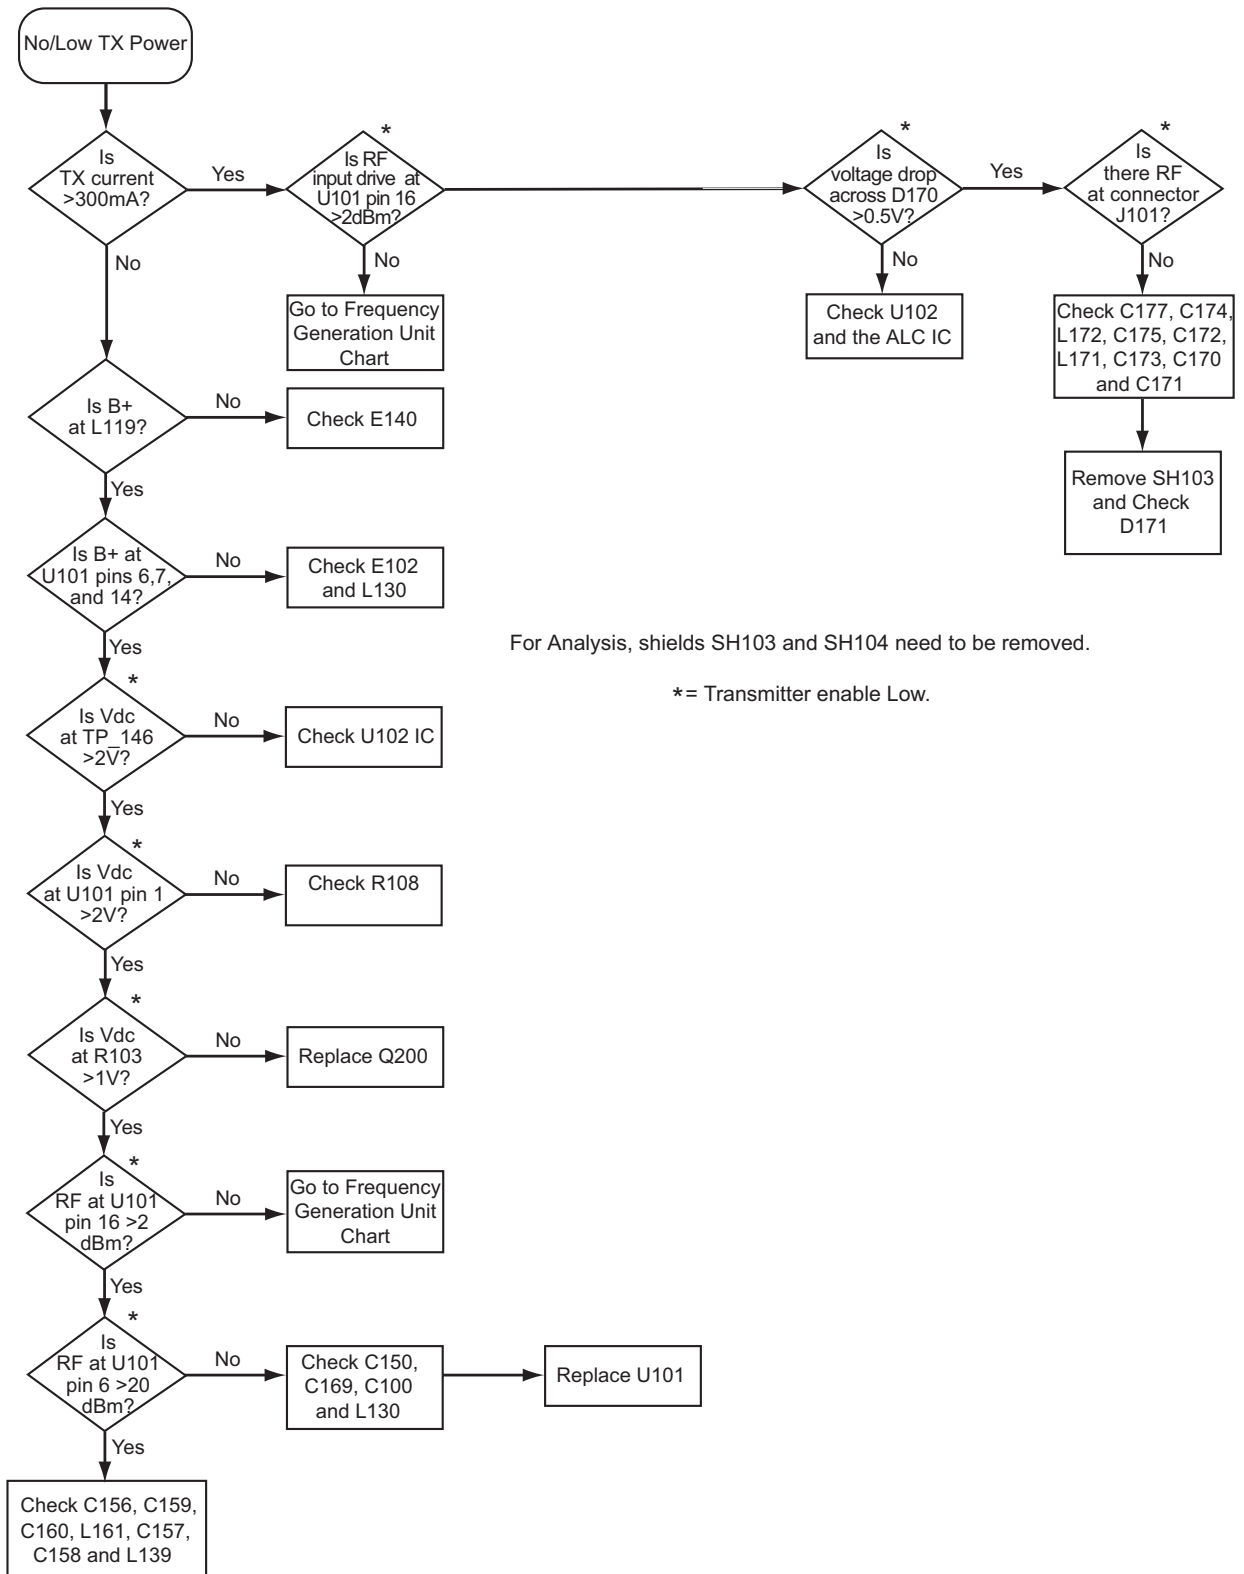 No/Low TX Power
Is
TX current
>300mA?
Yes
*
Is RF
input drive at
U101 pin 16
>2dBm?
*
Is
voltage drop
across D170
>0.5V?
Yes
*
Is
there RF
at connector
J101?
No
No
No
No
Go to Frequency
Generation Unit
Chart
Check U102
and the ALC IC
Check C177, C174,
L172, C175, C172,
L171, C173, C170
and C171
Remove SH103
and Check
D171
Is B+
at L119?
No
Check E140
Yes
Is B+ at
U101 pins 6,7,
and 14?
No
Check E102
and L130
Yes
For Analysis, shields SH103 and SH104 need to be removed.
*= Transmitter enable Low.
*
Is Vdc
at TP_146
>2V?
No
Check U102 IC
Yes
*
Is Vdc
at U101 pin 1
>2V?
No
Check R108
Yes
*
Is Vdc
at R103
>1V?
No
Replace Q200
Yes
*
Is
RF at U101
pin 16 >2
dBm?
No
Go to Frequency
Generation Unit
Chart
Yes
*
Is
RF at U101
pin 6 >20
dBm?
No
Check C150,
C169, C100
and L130
Replace U101
Yes
Check C156, C159,
C160, L161, C157,
C158 and L139